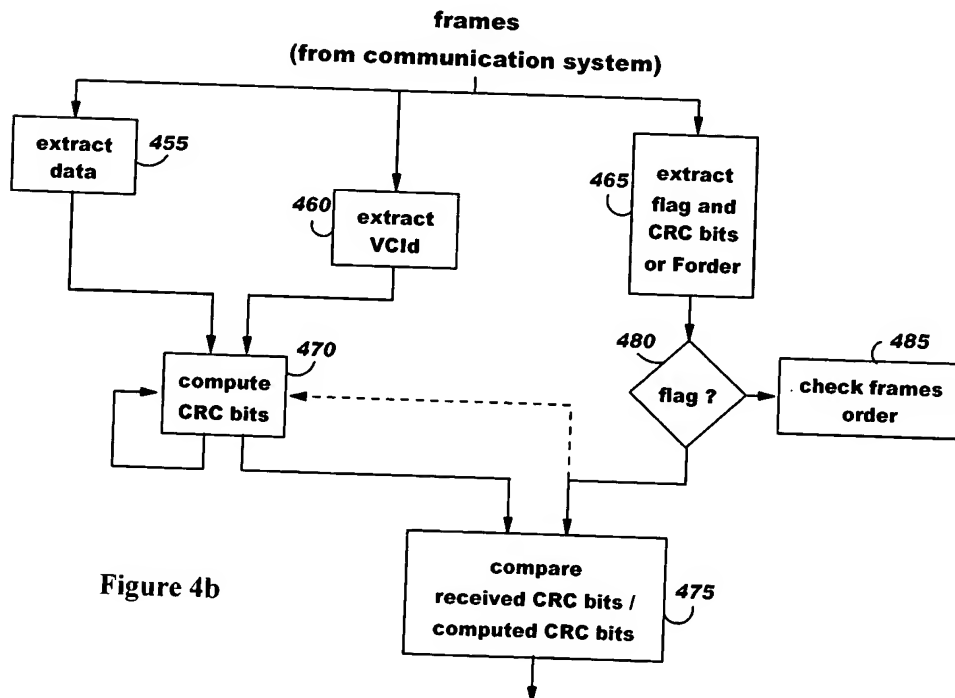 frames
(from communication system)
extract
data
455
460
extract
VCId
465
extract
flag and
CRC bits
or Forder
470
compute
CRC bits
480
flag ?
485
check frames
order
compare
received CRC bits /
computed CRC bits
475
Figure 4b